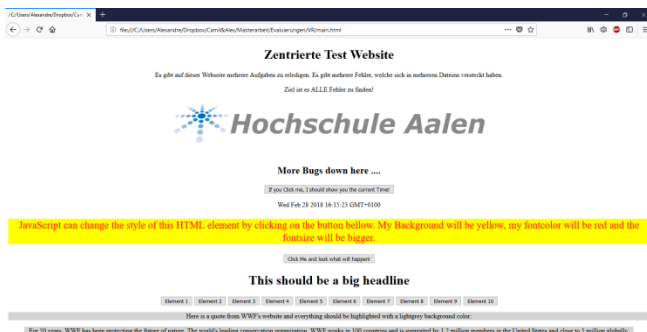 /C:/Users/Alexandre/Dropbox/Cam
file:///C:/Users/Alexandre/Dropbox/Camil&Alex/Masterarbeit/Evaluierungen/VR/main.html
Zentrierte Test Website
Es gibt auf dieser Webseite mehrere Aufgaben zu erledigen. Es gibt mehrere Fehler, welche sich in mehreren Dateien versteckt haben.
Ziel ist es ALLE Fehler zu finden!
Hochschule Aalen
More Bugs down here ....
If you Click me, I should show you the current Time!
Wed Feb 28 2018 16:15:23 GMT+0100
JavaScript can change the style of this HTML element by clicking on the button bellow. My Background will be yellow, my fontcolor will be red and the
fontsize will be bigger.
Click Me and look what will happen!
This should be a big headline
Element 1 Element 2 Element 3 Element 4 Element 5 Element 6 Element 7 Element 8 Element 9 Element 10
Here is a quote from WWF's website and everything should be highlighted with a lightgrey background color:
For 50 years, WWF has been protecting the future of nature. The world's leading conservation organization, WWF works in 100 countries and is supported by 1.2 million members in the United States and close to 5 million globally.